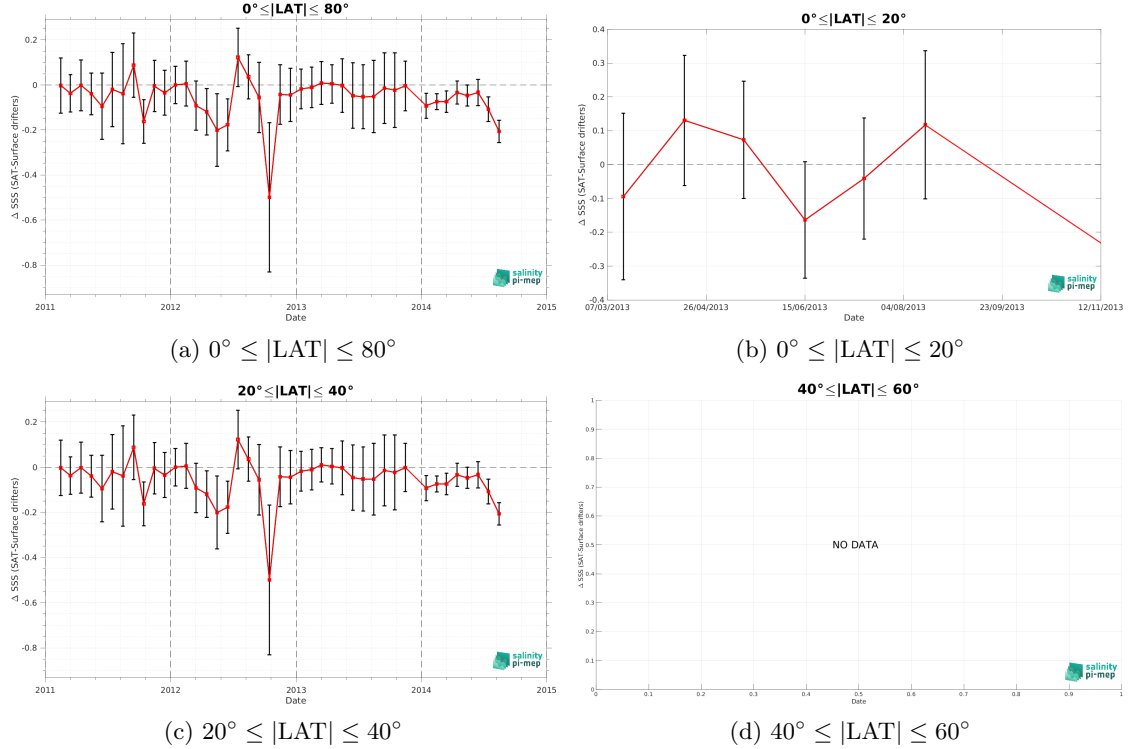 0°≤|LAT|≤ 80°
0.2
0
-0.2
-0.4
-0.6
-0.8
Δ SSS (SAT-Surface drifters)
2011
2012
2013
2014
2015
Date
salinity
pi-mep
(a) 0° ≤ |LAT| ≤ 80°
0°≤|LAT|≤ 20°
0.4
0.3
0.2
0.1
0
-0.1
-0.2
-0.3
-0.4
Δ SSS (SAT-Surface drifters)
07/03/2013
26/04/2013
15/06/2013
04/08/2013
23/09/2013
12/11/2013
Date
salinity
pi-mep
(b) 0° ≤ |LAT| ≤ 20°
20°≤|LAT|≤ 40°
0.2
0
-0.2
-0.4
-0.6
-0.8
Δ SSS (SAT-Surface drifters)
2011
2012
2013
2014
2015
Date
salinity
pi-mep
(c) 20° ≤ |LAT| ≤ 40°
40°≤|LAT|≤ 60°
1
0.9
0.8
0.7
0.6
0.5
0.4
0.3
0.2
0.1
0
Δ SSS (SAT-Surface drifters)
NO DATA
0
0.1
0.2
0.3
0.4
0.5
0.6
0.7
0.8
0.9
1
Date
salinity
pi-mep
(d) 40° ≤ |LAT| ≤ 60°